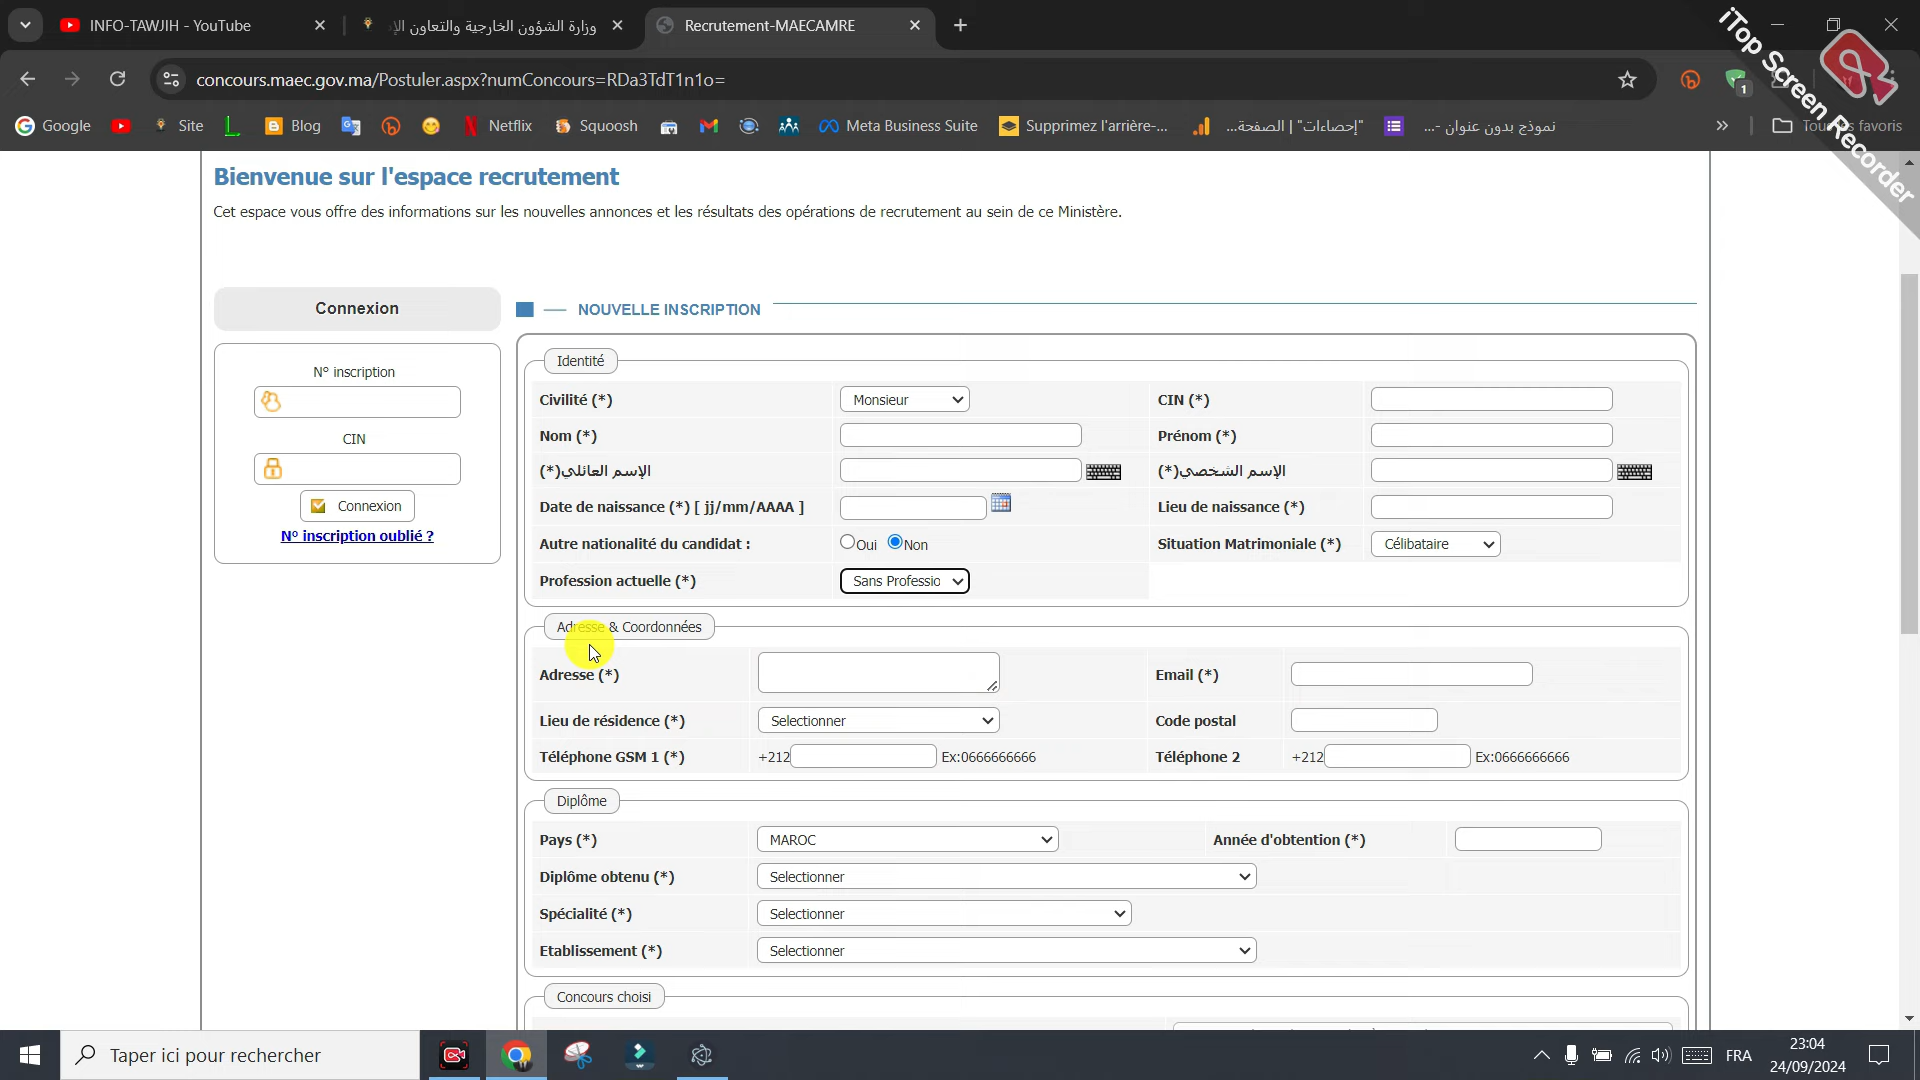 INFO-TAWJIH - YouTube
وزارة الشؤون الخارجية والتعاون الإ
Recrutement-MAECAMRE
concours.maec.gov.ma/Postuler.aspx?numConcours=RDa3TdT1n1o=
Google
Site
Blog
Netflix
Squoosh
Meta Business Suite
Supprimez l'arrière-...
"إحصاءات" | الصفحة...
نموذج بدون عنوان -...
Tous les favoris
iTop Screen Recorder
1
Bienvenue sur l'espace recrutement
Cet espace vous offre des informations sur les nouvelles annonces et les résultats des opérations de recrutement au sein de ce Ministère.
Connexion
N° inscription
CIN
Connexion
N° inscription oublié ?
NOUVELLE INSCRIPTION
Identité
Civilité (*) Monsieur CIN (*)
Nom (*) Prénom (*)
الإسم العائلي(*) الإسم الشخصي(*)
Date de naissance (*) [ jj/mm/AAAA ] Lieu de naissance (*)
Autre nationalité du candidat : Oui Non Situation Matrimoniale (*) Célibataire
Profession actuelle (*) Sans Professio
Adresse & Coordonnées
Adresse (*) Email (*)
Lieu de résidence (*) Selectionner Code postal
Téléphone GSM 1 (*) +212 Ex:0666666666 Téléphone 2 +212 Ex:0666666666
Diplôme
Pays (*) MAROC Année d'obtention (*)
Diplôme obtenu (*) Selectionner
Spécialité (*) Selectionner
Etablissement (*) Selectionner
Concours choisi
Taper ici pour rechercher
FRA
23:04
24/09/2024